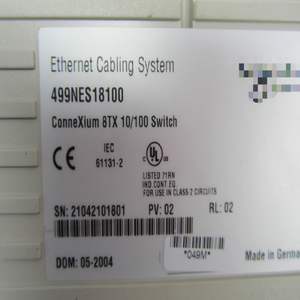 Ethernet Cabling System
499NES18100
ConneXium 8TX 10/100 Switch
CE
IEC
61131-2
UL
LISTED 71RN
IND.CONT.EQ.
FOR USE IN CLASS 2 CIRCUITS
SN: 21042101801 PV: 02 RL: 02
*049M*
Made in German
DOM: 05-2004